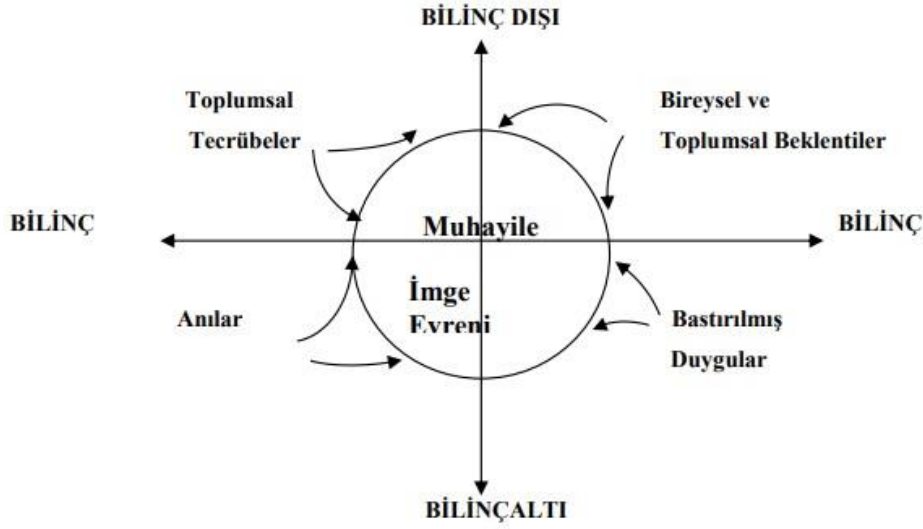 BİLİNÇ DIŞI
Toplumsal
Tecrübeler
Bireysel ve
Toplumsal Beklentiler
BİLİNÇ
Muhayile
BİLİNÇ
İmge
Evreni
Anılar
Bastırılmış
Duygular
BİLİNÇALTI